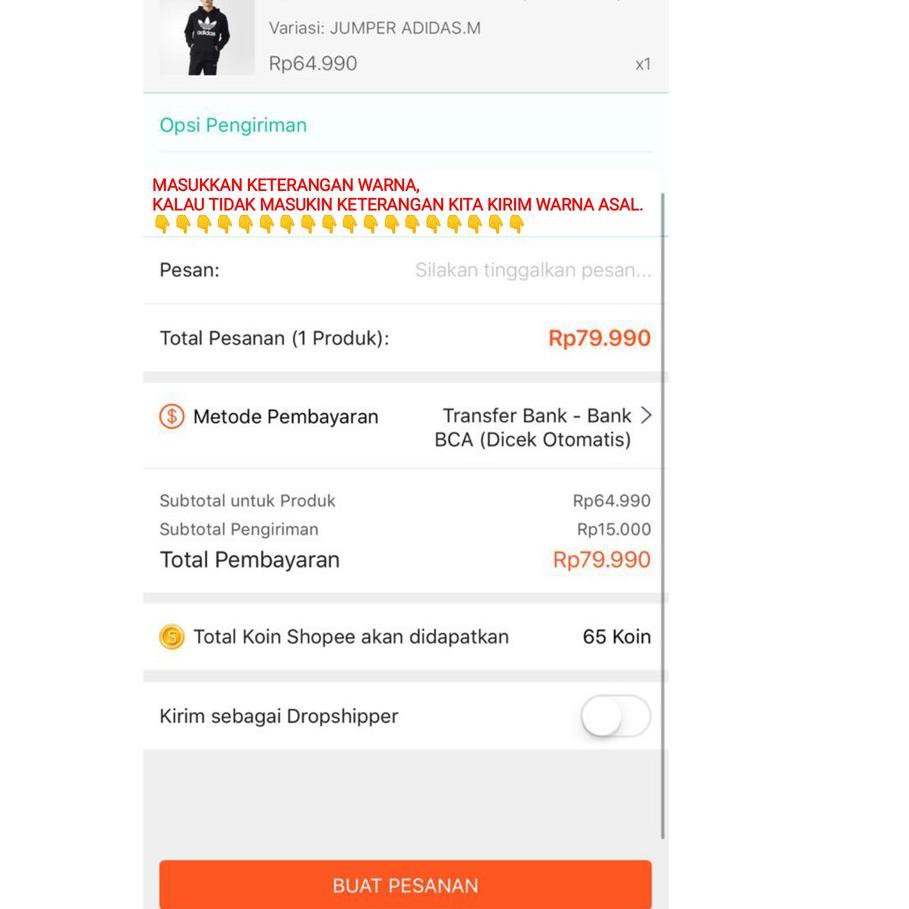 adidas
Variasi: JUMPER ADIDAS.M
Rp64.990 x1
Opsi Pengiriman
MASUKKAN KETERANGAN WARNA,
KALAU TIDAK MASUKIN KETERANGAN KITA KIRIM WARNA ASAL.
👇👇👇👇👇👇👇👇👇👇👇👇👇👇👇👇👇👇
Pesan: Silakan tinggalkan pesan...
Total Pesanan (1 Produk): Rp79.990
Metode Pembayaran Transfer Bank - Bank
BCA (Dicek Otomatis)
Subtotal untuk Produk Rp64.990
Subtotal Pengiriman Rp15.000
Total Pembayaran Rp79.990
Total Koin Shopee akan didapatkan 65 Koin
Kirim sebagai Dropshipper
BUAT PESANAN